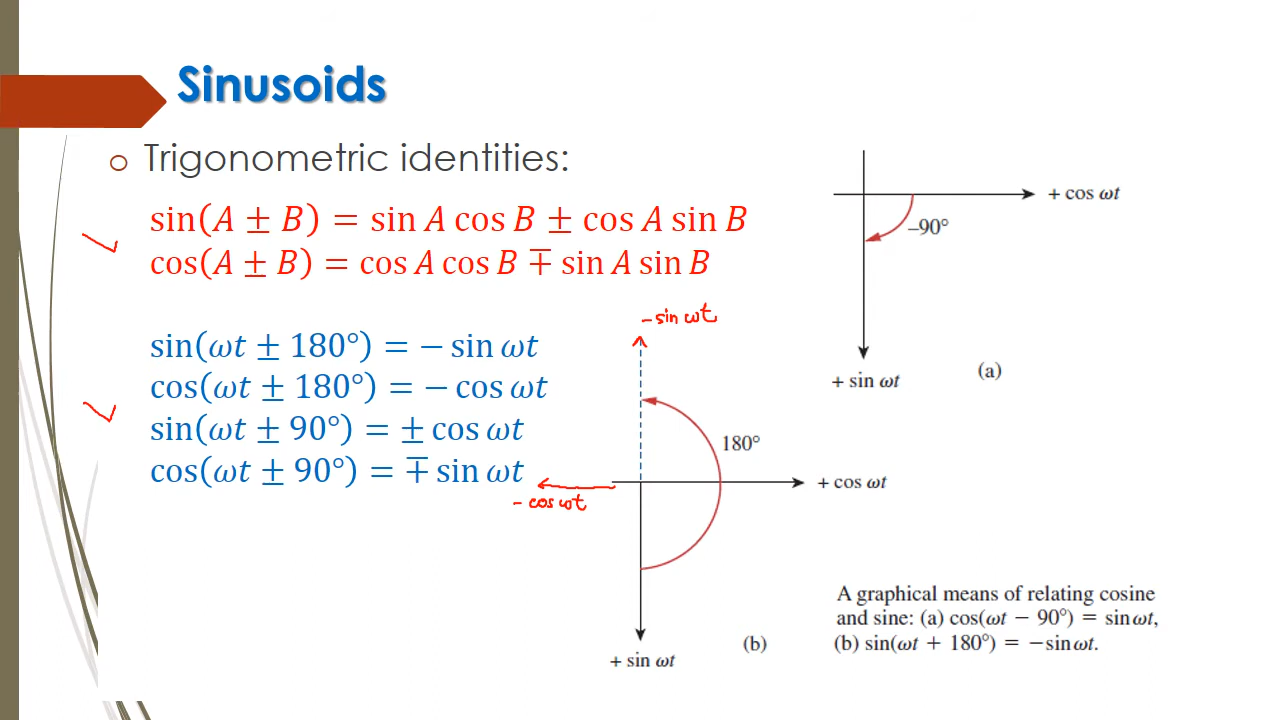 Sinusoids
o Trigonometric identities:
sin(A ± B) = sin A cos B ± cos A sin B
cos(A ± B) = cos A cos B ∓ sin A sin B
sin(ωt ± 180°) = − sin ωt
cos(ωt ± 180°) = − cos ωt
sin(ωt ± 90°) = ± cos ωt
cos(ωt ± 90°) = ∓ sin ωt
+ cos ωt
–90°
+ sin ωt
(a)
- sin ωt
180°
+ cos ωt
- cos ωt
+ sin ωt
(b)
A graphical means of relating cosine
and sine: (a) cos(ωt − 90°) = sin ωt,
(b) sin(ωt + 180°) = −sin ωt.